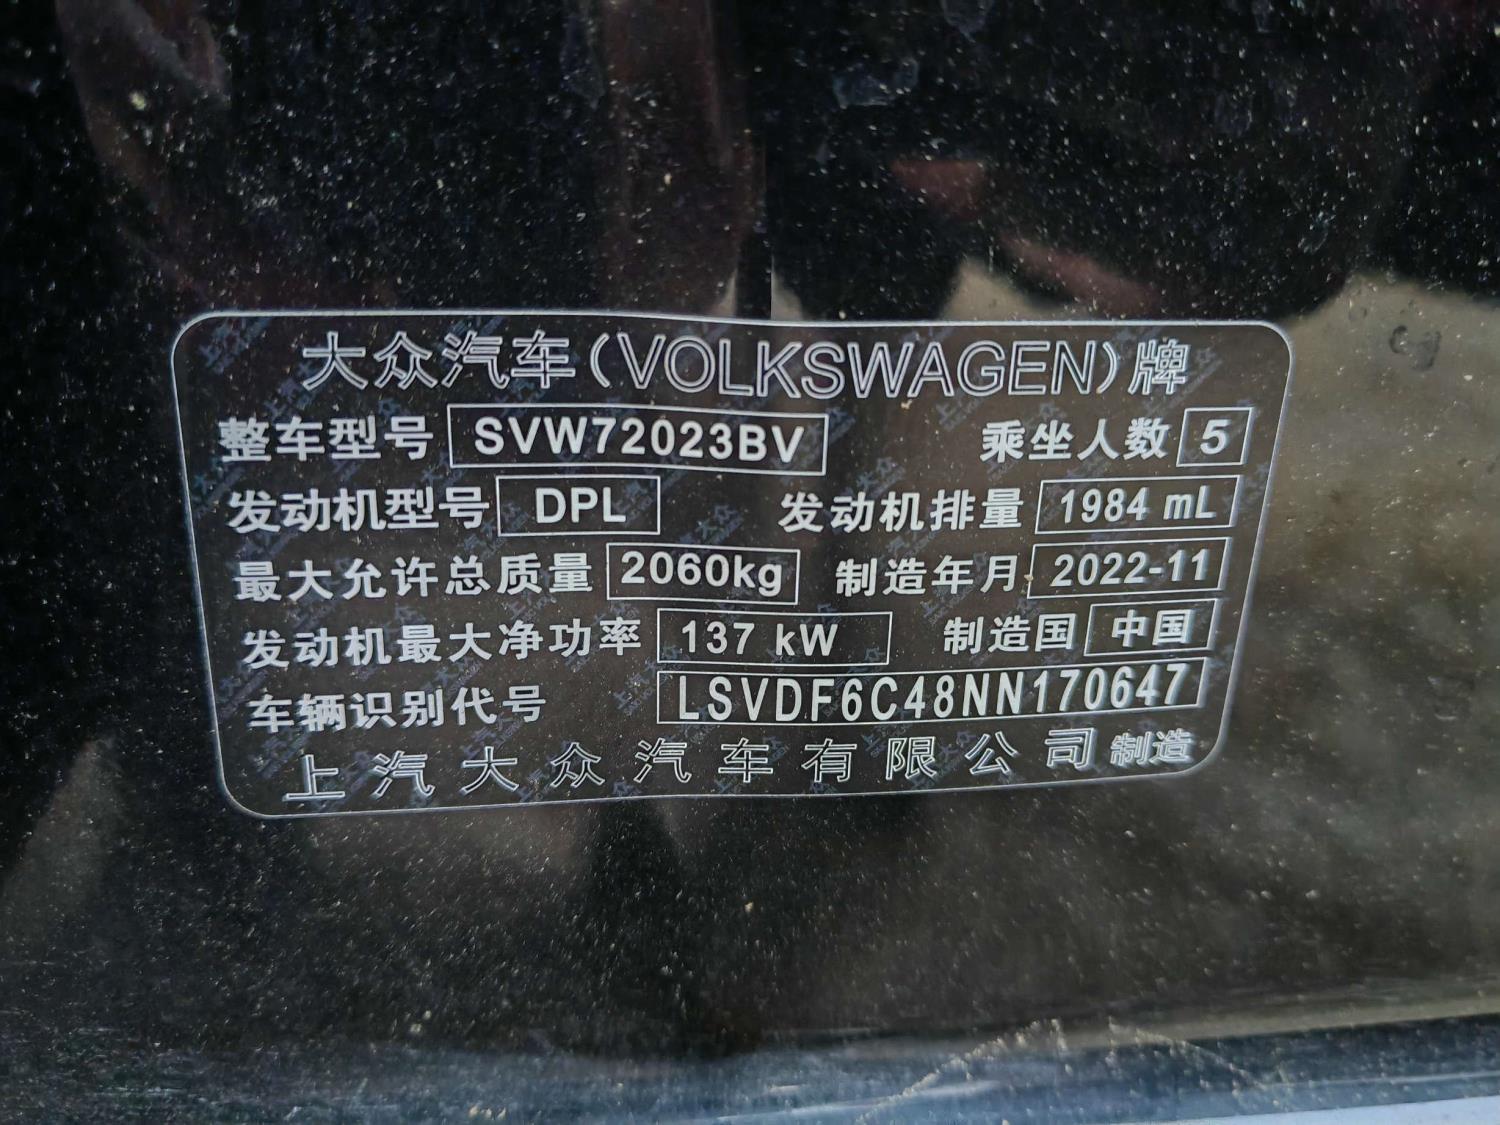 大众汽车(VOLKSWAGEN)牌
整车型号 SVW72023BV 乘坐人数 5
发动机型号 DPL 发动机排量 1984 mL
最大允许总质量 2060kg 制造年月 2022-11
发动机最大净功率 137 kW 制造国 中国
车辆识别代号 LSVDF6C48NN170647
上汽大众汽车有限公司制造